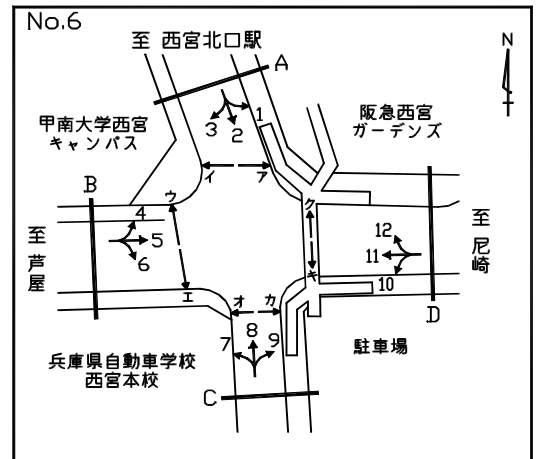 No.6
至 西宮北口駅
A
N
甲南大学西宮
キャンパス
阪急西宮
ガーデンズ
1
2
3
イ
ア
B
ウ
ク
4
5
6
12
11
10
至芦屋
至尼崎
エ
キ
オ
カ
D
7
8
9
兵庫県自動車学校
西宮本校
駐車場
C